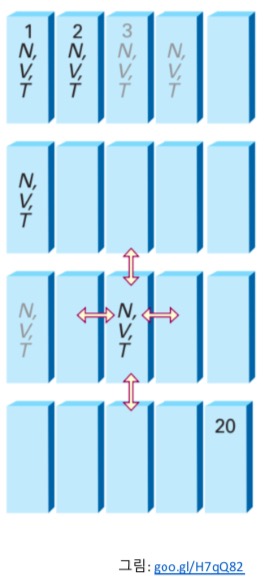 1 2 3
N, N, N, N,
V, V, V, V,
T T T T
N,
V,
T
N, N,
V, V,
T T
20
그림: goo.gl/H7qQ82